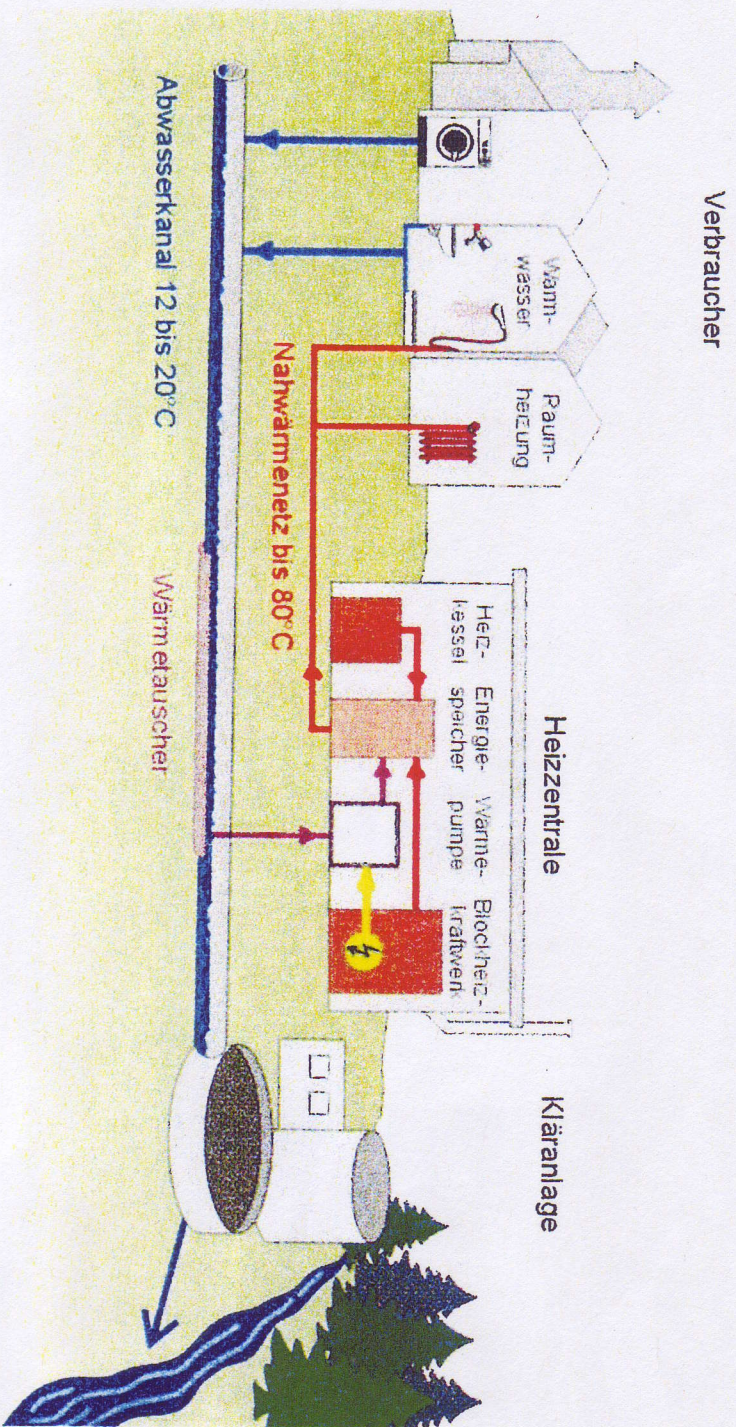 Verbraucher
Heizzentrale
Kläranlage
Warm-
wasser
Raum-
heizung
Heiz-
kessel
Energie-
speicher
Wärme-
pumpe
Blockheiz-
kraftwerk
Nahwärmenetz bis 80°C
Abwasserkanal 12 bis 20°C
Wärmetauscher